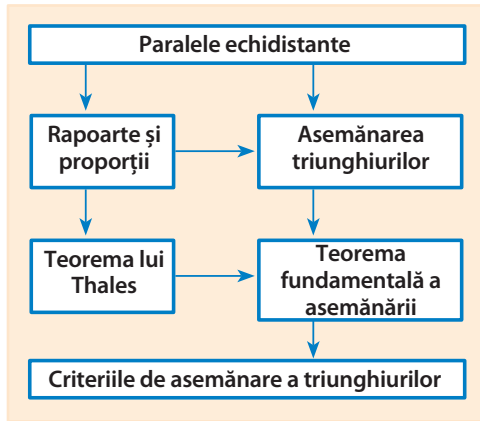 Paralele echidistante
Rapoarte și
proporții
Asemănarea
triunghiurilor
Teorema lui
Thales
Teorema
fundamentală a
asemănării
Criteriile de asemănare a triunghiurilor